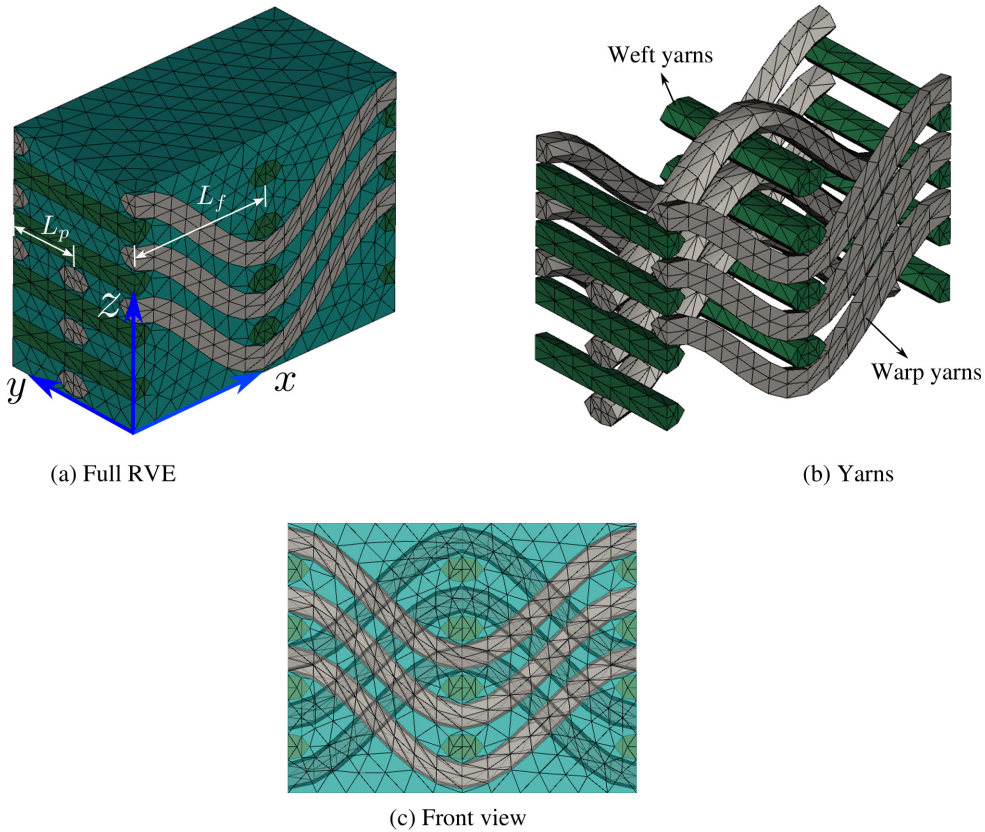 Weft yarns
L_f
L_p
z
y
x
Warp yarns
(a) Full RVE
(b) Yarns
(c) Front view